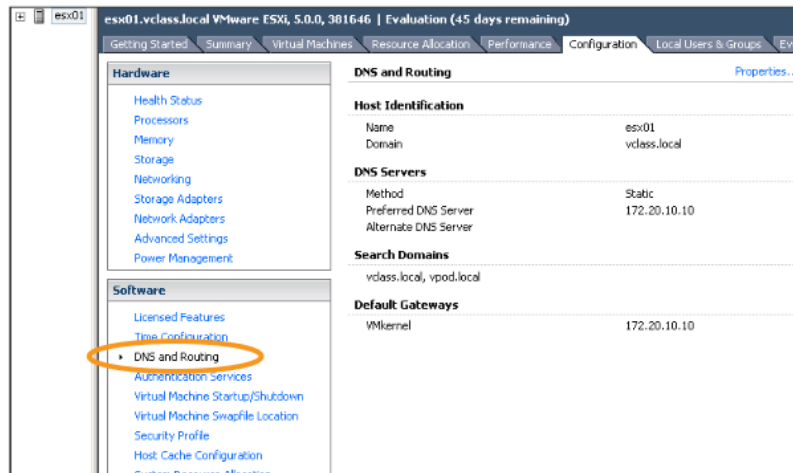 esx01
esx01.vclass.local VMware ESXi, 5.0.0, 381646 | Evaluation (45 days remaining)
Getting Started Summary Virtual Machines Resource Allocation Performance Configuration Local Users & Groups Ev
Hardware
Health Status
Processors
Memory
Storage
Networking
Storage Adapters
Network Adapters
Advanced Settings
Power Management
Software
Licensed Features
Time Configuration
DNS and Routing
Authentication Services
Virtual Machine Startup/Shutdown
Virtual Machine Swapfile Location
Security Profile
Host Cache Configuration
System Resource Allocation
DNS and Routing Properties...
Host Identification
Name esx01
Domain vclass.local
DNS Servers
Method Static
Preferred DNS Server 172.20.10.10
Alternate DNS Server
Search Domains
vclass.local, vpod.local
Default Gateways
VMkernel 172.20.10.10